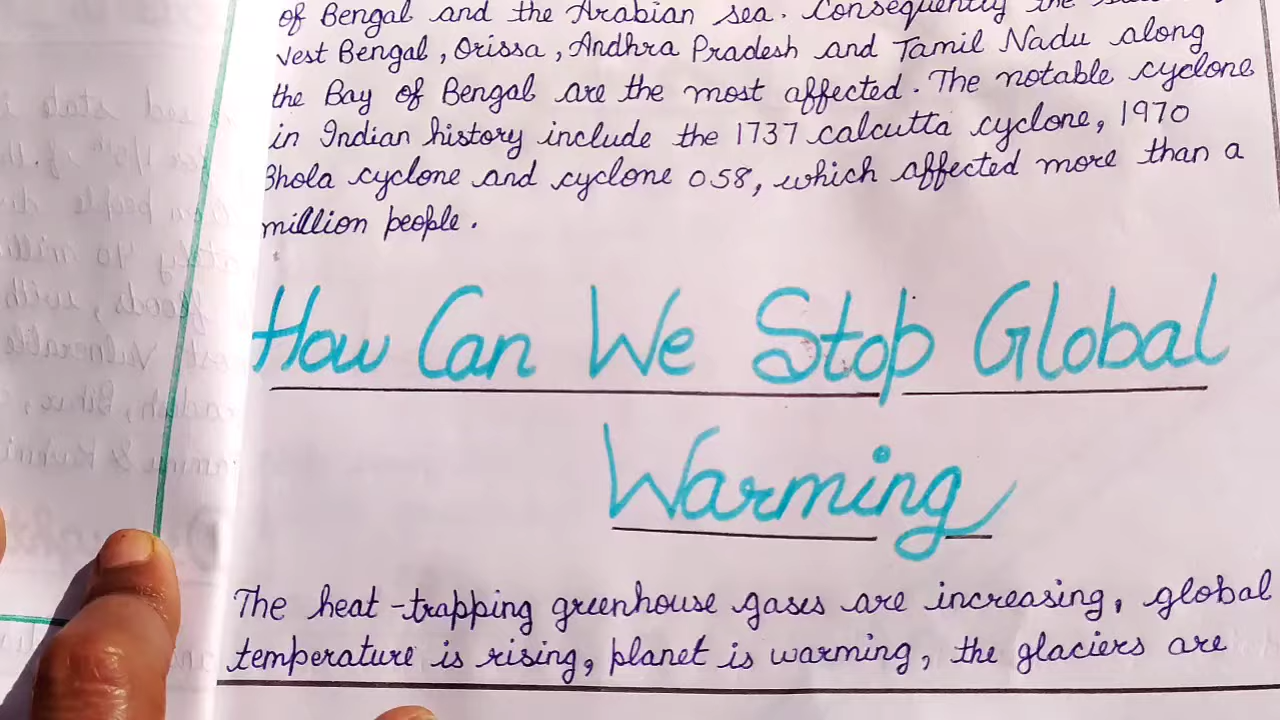 of Bengal and the Arabian sea. Consequently the
Vest Bengal, Orissa, Andhra Pradesh and Tamil Nadu along
the Bay of Bengal are the most affected. The notable cyclone
in Indian history include the 1737 calcutta cyclone, 1970
Bhola cyclone and cyclone 05B, which affected more than a
million people.
How Can We Stop Global
Warming
The heat-trapping greenhouse gases are increasing, global
temperature is rising, planet is warming, the glaciers are